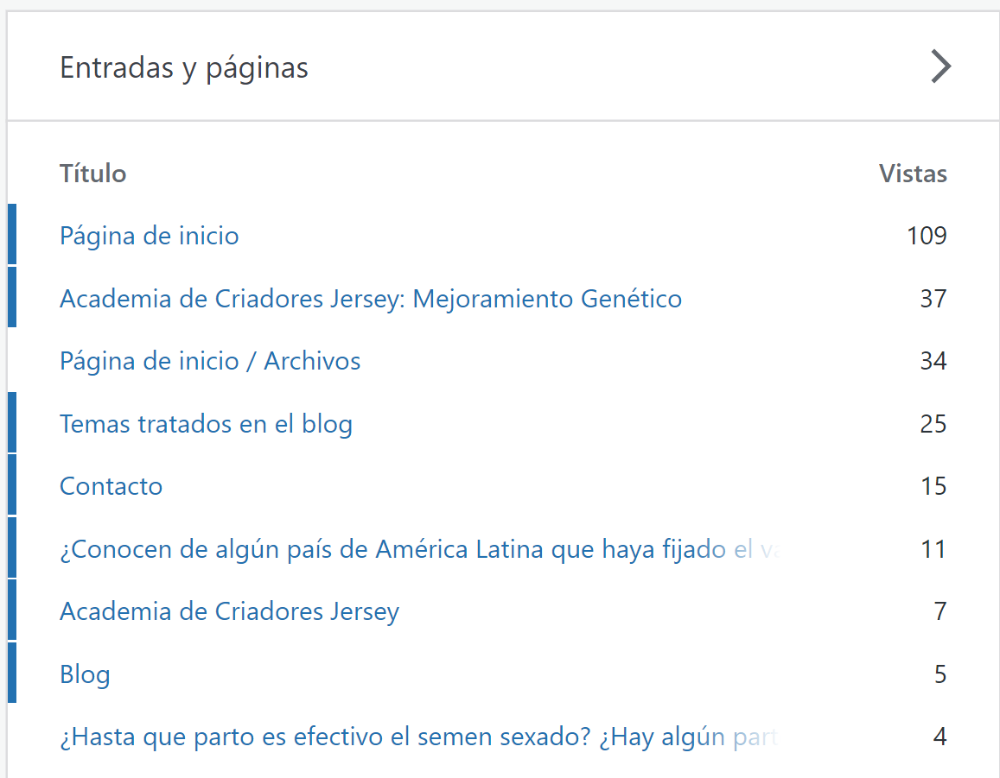 Entradas y páginas
Título Vistas
Página de inicio 109
Academia de Criadores Jersey: Mejoramiento Genético 37
Página de inicio / Archivos 34
Temas tratados en el blog 25
Contacto 15
¿Conocen de algún país de América Latina que haya fijado el 11
Academia de Criadores Jersey 7
Blog 5
¿Hasta que parto es efectivo el semen sexado? ¿Hay algún 4